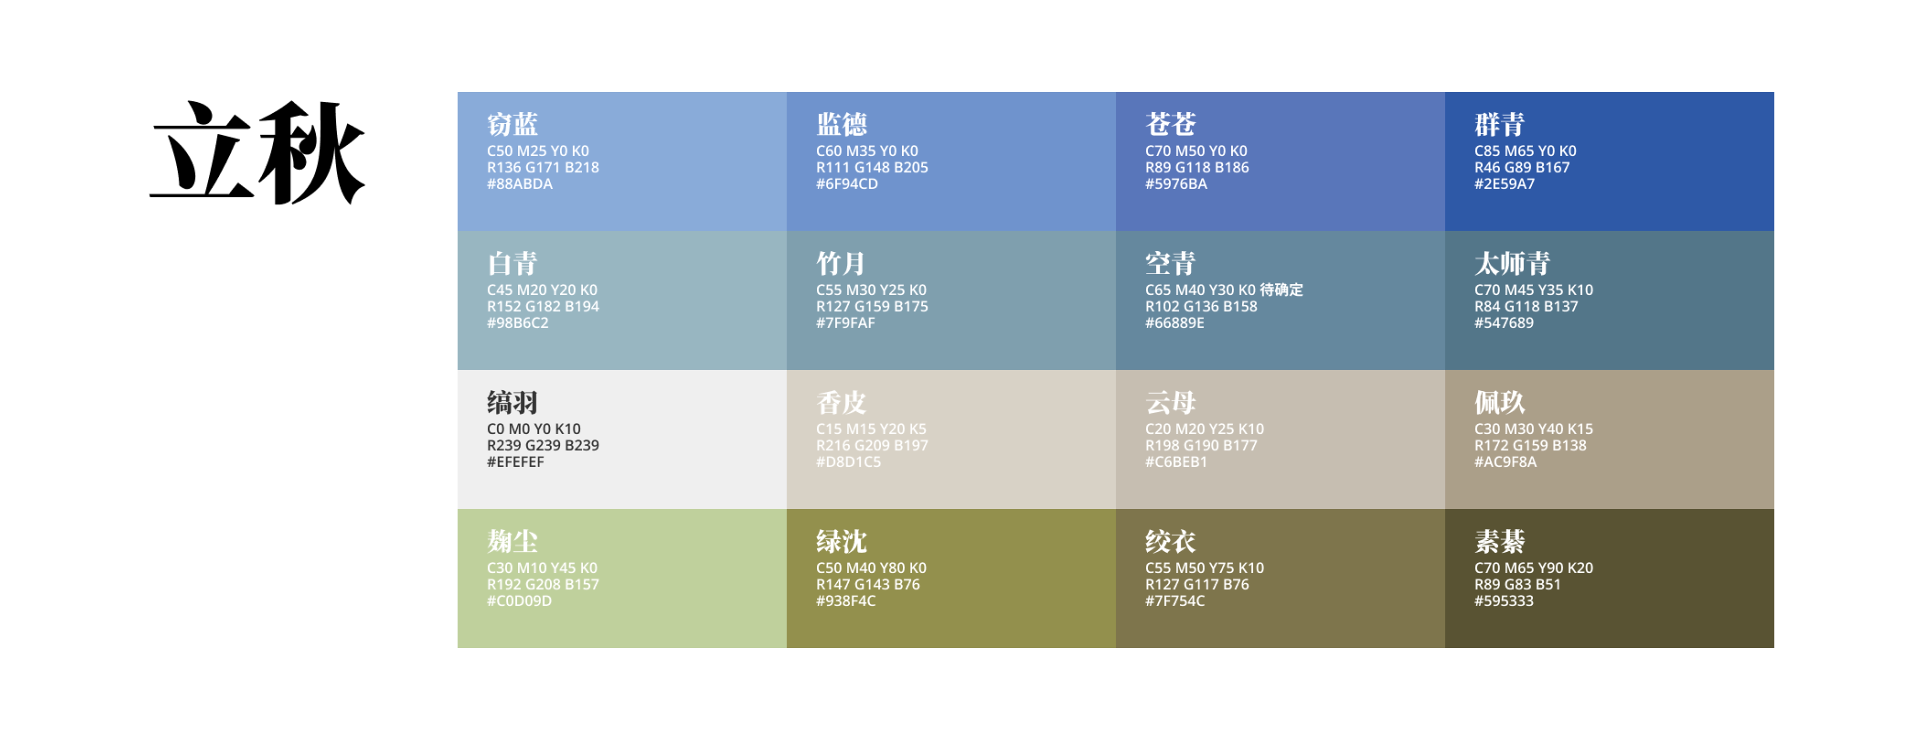 立秋
窃蓝
C50 M25 Y0 K0
R136 G171 B218
#88ABDA
监德
C60 M35 Y0 K0
R111 G148 B205
#6F94CD
苍苍
C70 M50 Y0 K0
R89 G118 B186
#5976BA
群青
C85 M65 Y0 K0
R46 G89 B167
#2E59A7
白青
C45 M20 Y20 K0
R152 G182 B194
#98B6C2
竹月
C55 M30 Y25 K0
R127 G159 B175
#7F9FAF
空青
C65 M40 Y30 K0 待确定
R102 G136 B158
#66889E
太师青
C70 M45 Y35 K10
R84 G118 B137
#547689
缟羽
C0 M0 Y0 K10
R239 G239 B239
#EFEFEF
香皮
C15 M15 Y20 K5
R216 G209 B197
#D8D1C5
云母
C20 M20 Y25 K10
R198 G190 B177
#C6BEB1
佩玖
C30 M30 Y40 K15
R172 G159 B138
#AC9F8A
麹尘
C30 M10 Y45 K0
R192 G208 B157
#C0D09D
绿沈
C50 M40 Y80 K0
R147 G143 B76
#938F4C
绞衣
C55 M50 Y75 K10
R127 G117 B76
#7F754C
素綦
C70 M65 Y90 K20
R89 G83 B51
#595333